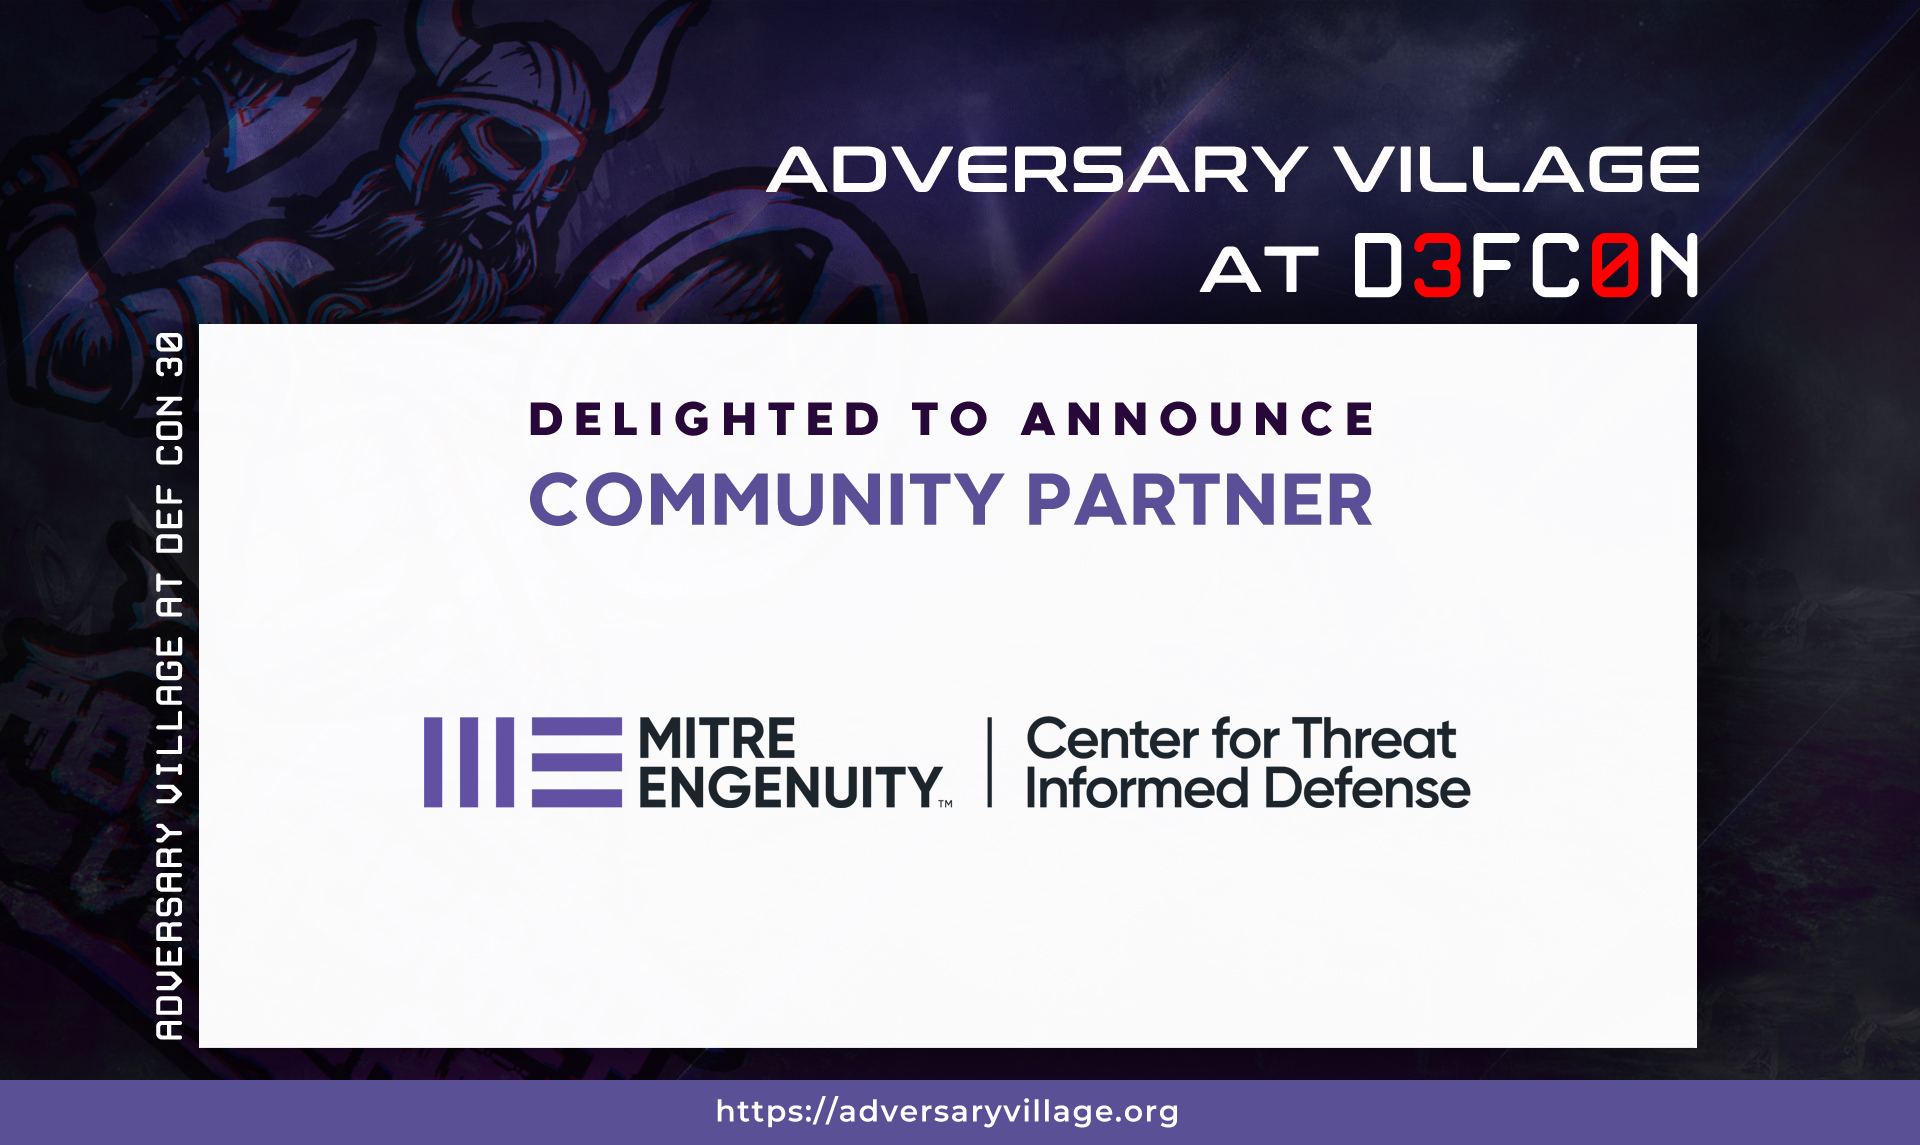 ADVERSARY VILLAGE
AT D3FC0N
ADVERSARY VILLAGE AT DEF CON 30
DELIGHTED TO ANNOUNCE
COMMUNITY PARTNER
MITRE
ENGENUITY™
Center for Threat
Informed Defense
https://adversaryvillage.org